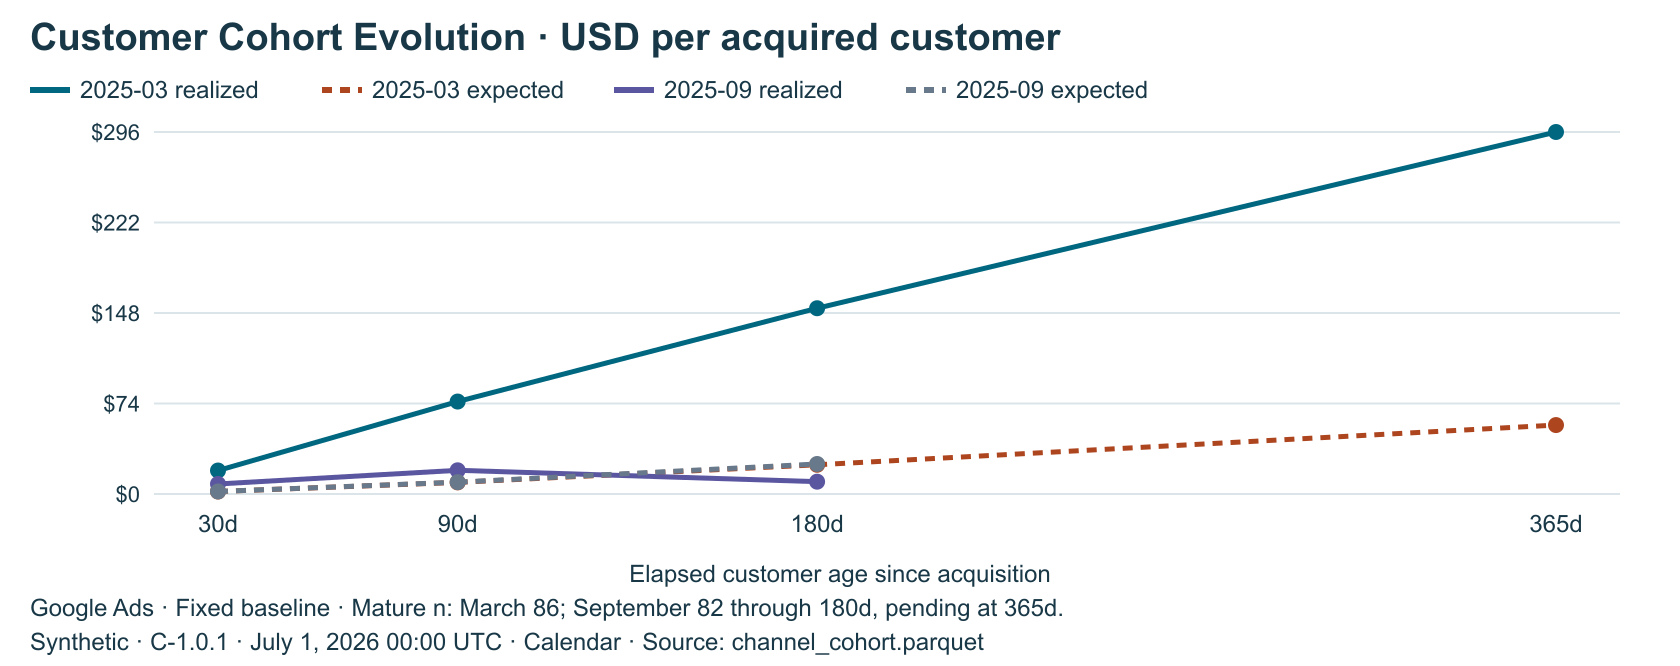 Customer Cohort Evolution · USD per acquired customer
2025-03 realized
2025-03 expected
2025-09 realized
2025-09 expected
$296
$222
$148
$74
$0
30d
90d
180d
365d
Elapsed customer age since acquisition
Google Ads · Fixed baseline · Mature n: March 86; September 82 through 180d, pending at 365d.
Synthetic · C-1.0.1 · July 1, 2026 00:00 UTC · Calendar · Source: channel_cohort.parquet